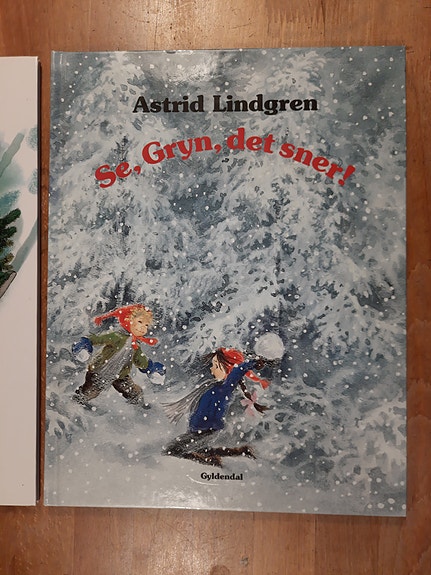 Astrid Lindgren
Se, Gryn, det sner!
Gyldendal